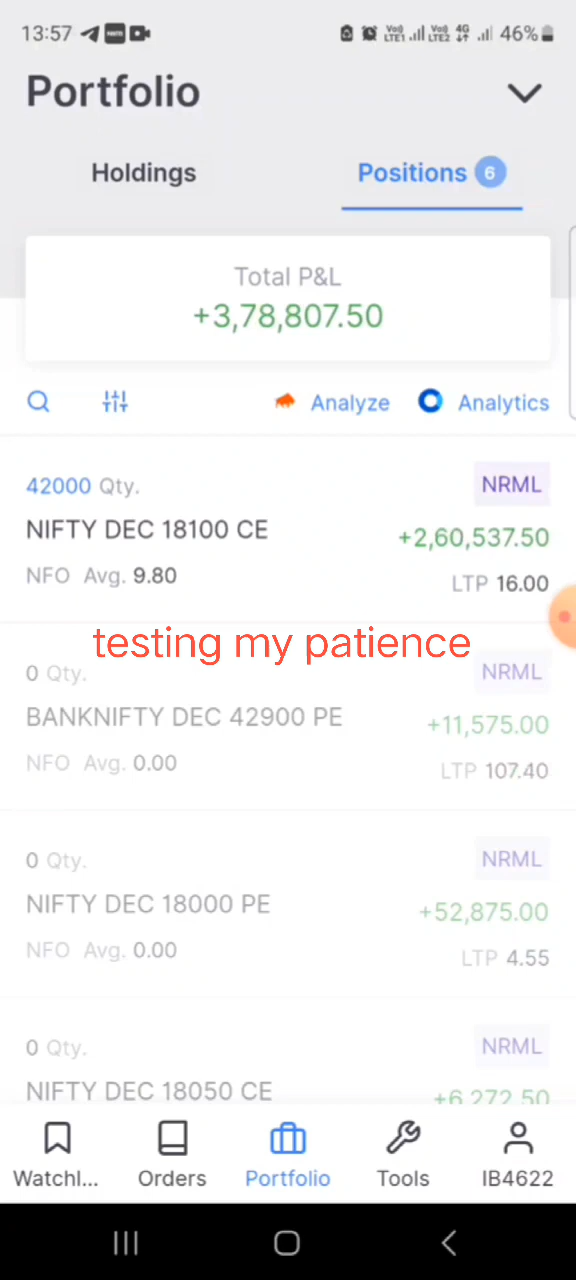 13:57 46%
Portfolio
Holdings Positions 6
Total P&L
+3,78,807.50
Analyze Analytics
42000 Qty. NRML
NIFTY DEC 18100 CE +2,60,537.50
NFO Avg. 9.80 LTP 16.00
testing my patience
0 Qty. NRML
BANKNIFTY DEC 42900 PE +11,575.00
NFO Avg. 0.00 LTP 107.40
0 Qty. NRML
NIFTY DEC 18000 PE +52,875.00
NFO Avg. 0.00 LTP 4.55
0 Qty. NRML
NIFTY DEC 18050 CE +6,272.50
Watchl... Orders Portfolio Tools IB4622